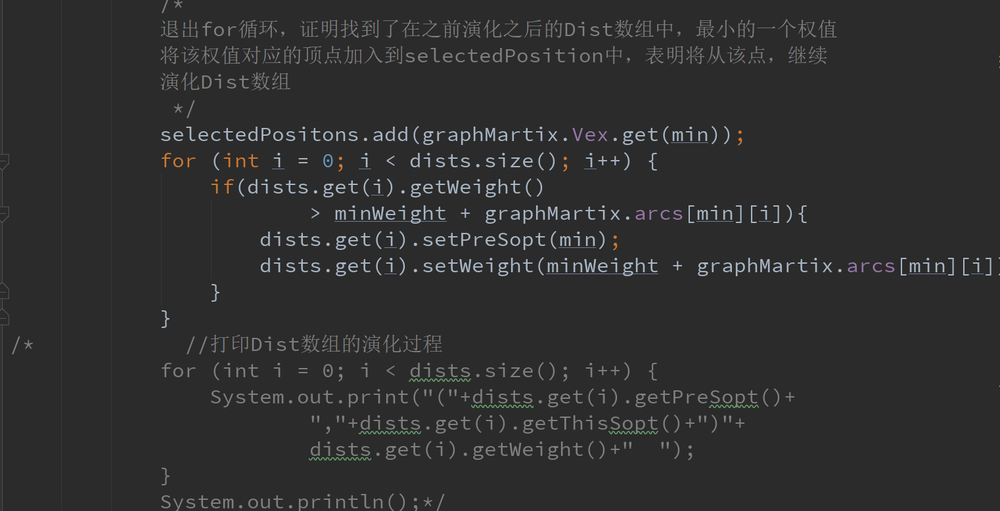 /*
退出for循环，证明找到了在之前演化之后的Dist数组中，最小的一个权值
将该权值对应的顶点加入到selectedPosition中，表明将从该点，继续
演化Dist数组
*/
selectedPositons.add(graphMartix.Vex.get(min));
for (int i = 0; i < dists.size(); i++) {
if(dists.get(i).getWeight()
> minWeight + graphMartix.arcs[min][i]){
dists.get(i).setPreSopt(min);
dists.get(i).setWeight(minWeight + graphMartix.arcs[min][i])
}
}
/* //打印Dist数组的演化过程
for (int i = 0; i < dists.size(); i++) {
System.out.print("("+dists.get(i).getPreSopt()+
","+dists.get(i).getThisSopt()+")"+
dists.get(i).getWeight()+"  ");
}
System.out.println();*/